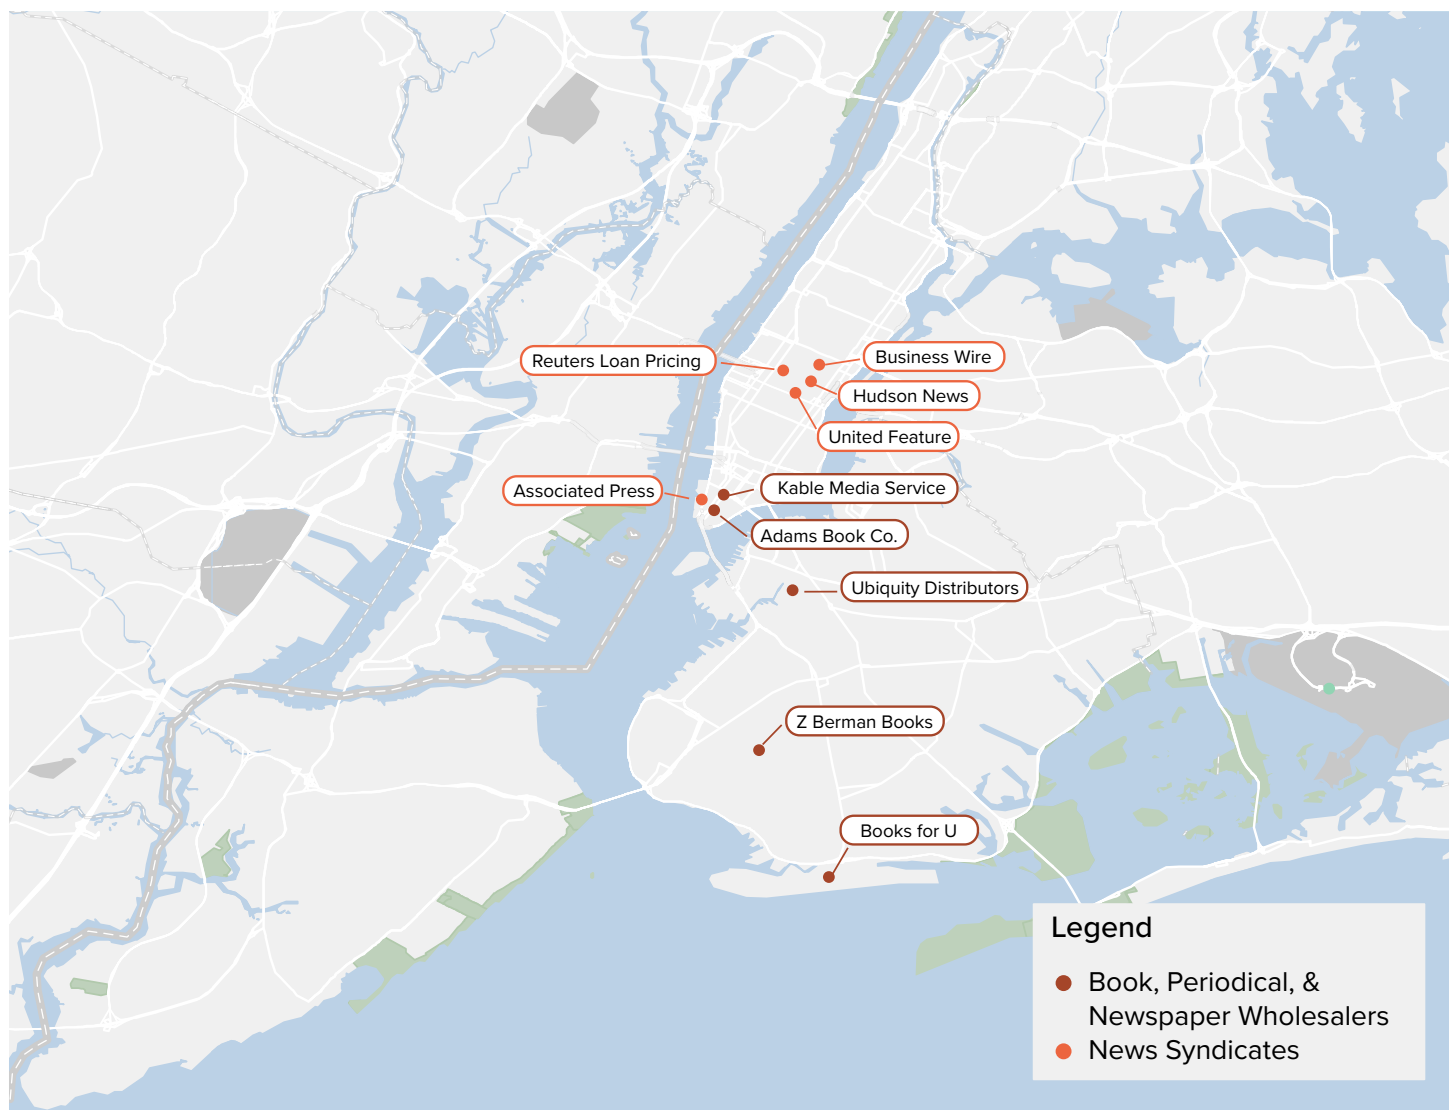 Reuters Loan Pricing
Business Wire
Hudson News
United Feature
Associated Press
Kable Media Service
Adams Book Co.
Ubiquity Distributors
Z Berman Books
Books for U
Legend
Book, Periodical, &
Newspaper Wholesalers
News Syndicates